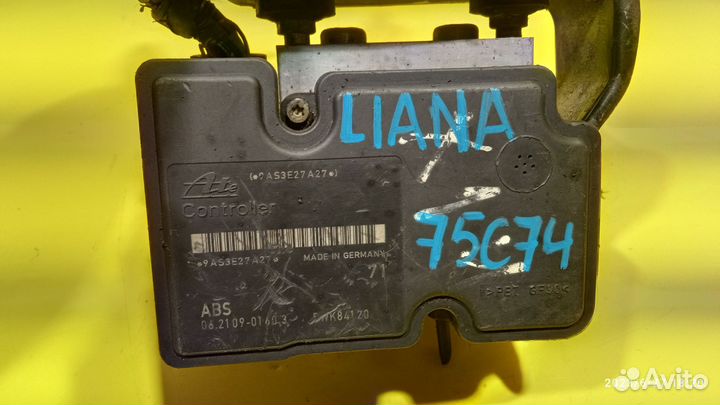 LIANA
75C74
(•9AS3E27A27•)
Ate
Controller
•9AS3E27A27•
MADE IN GERMANY
71
ABS
06.2109-0160.3
Avito